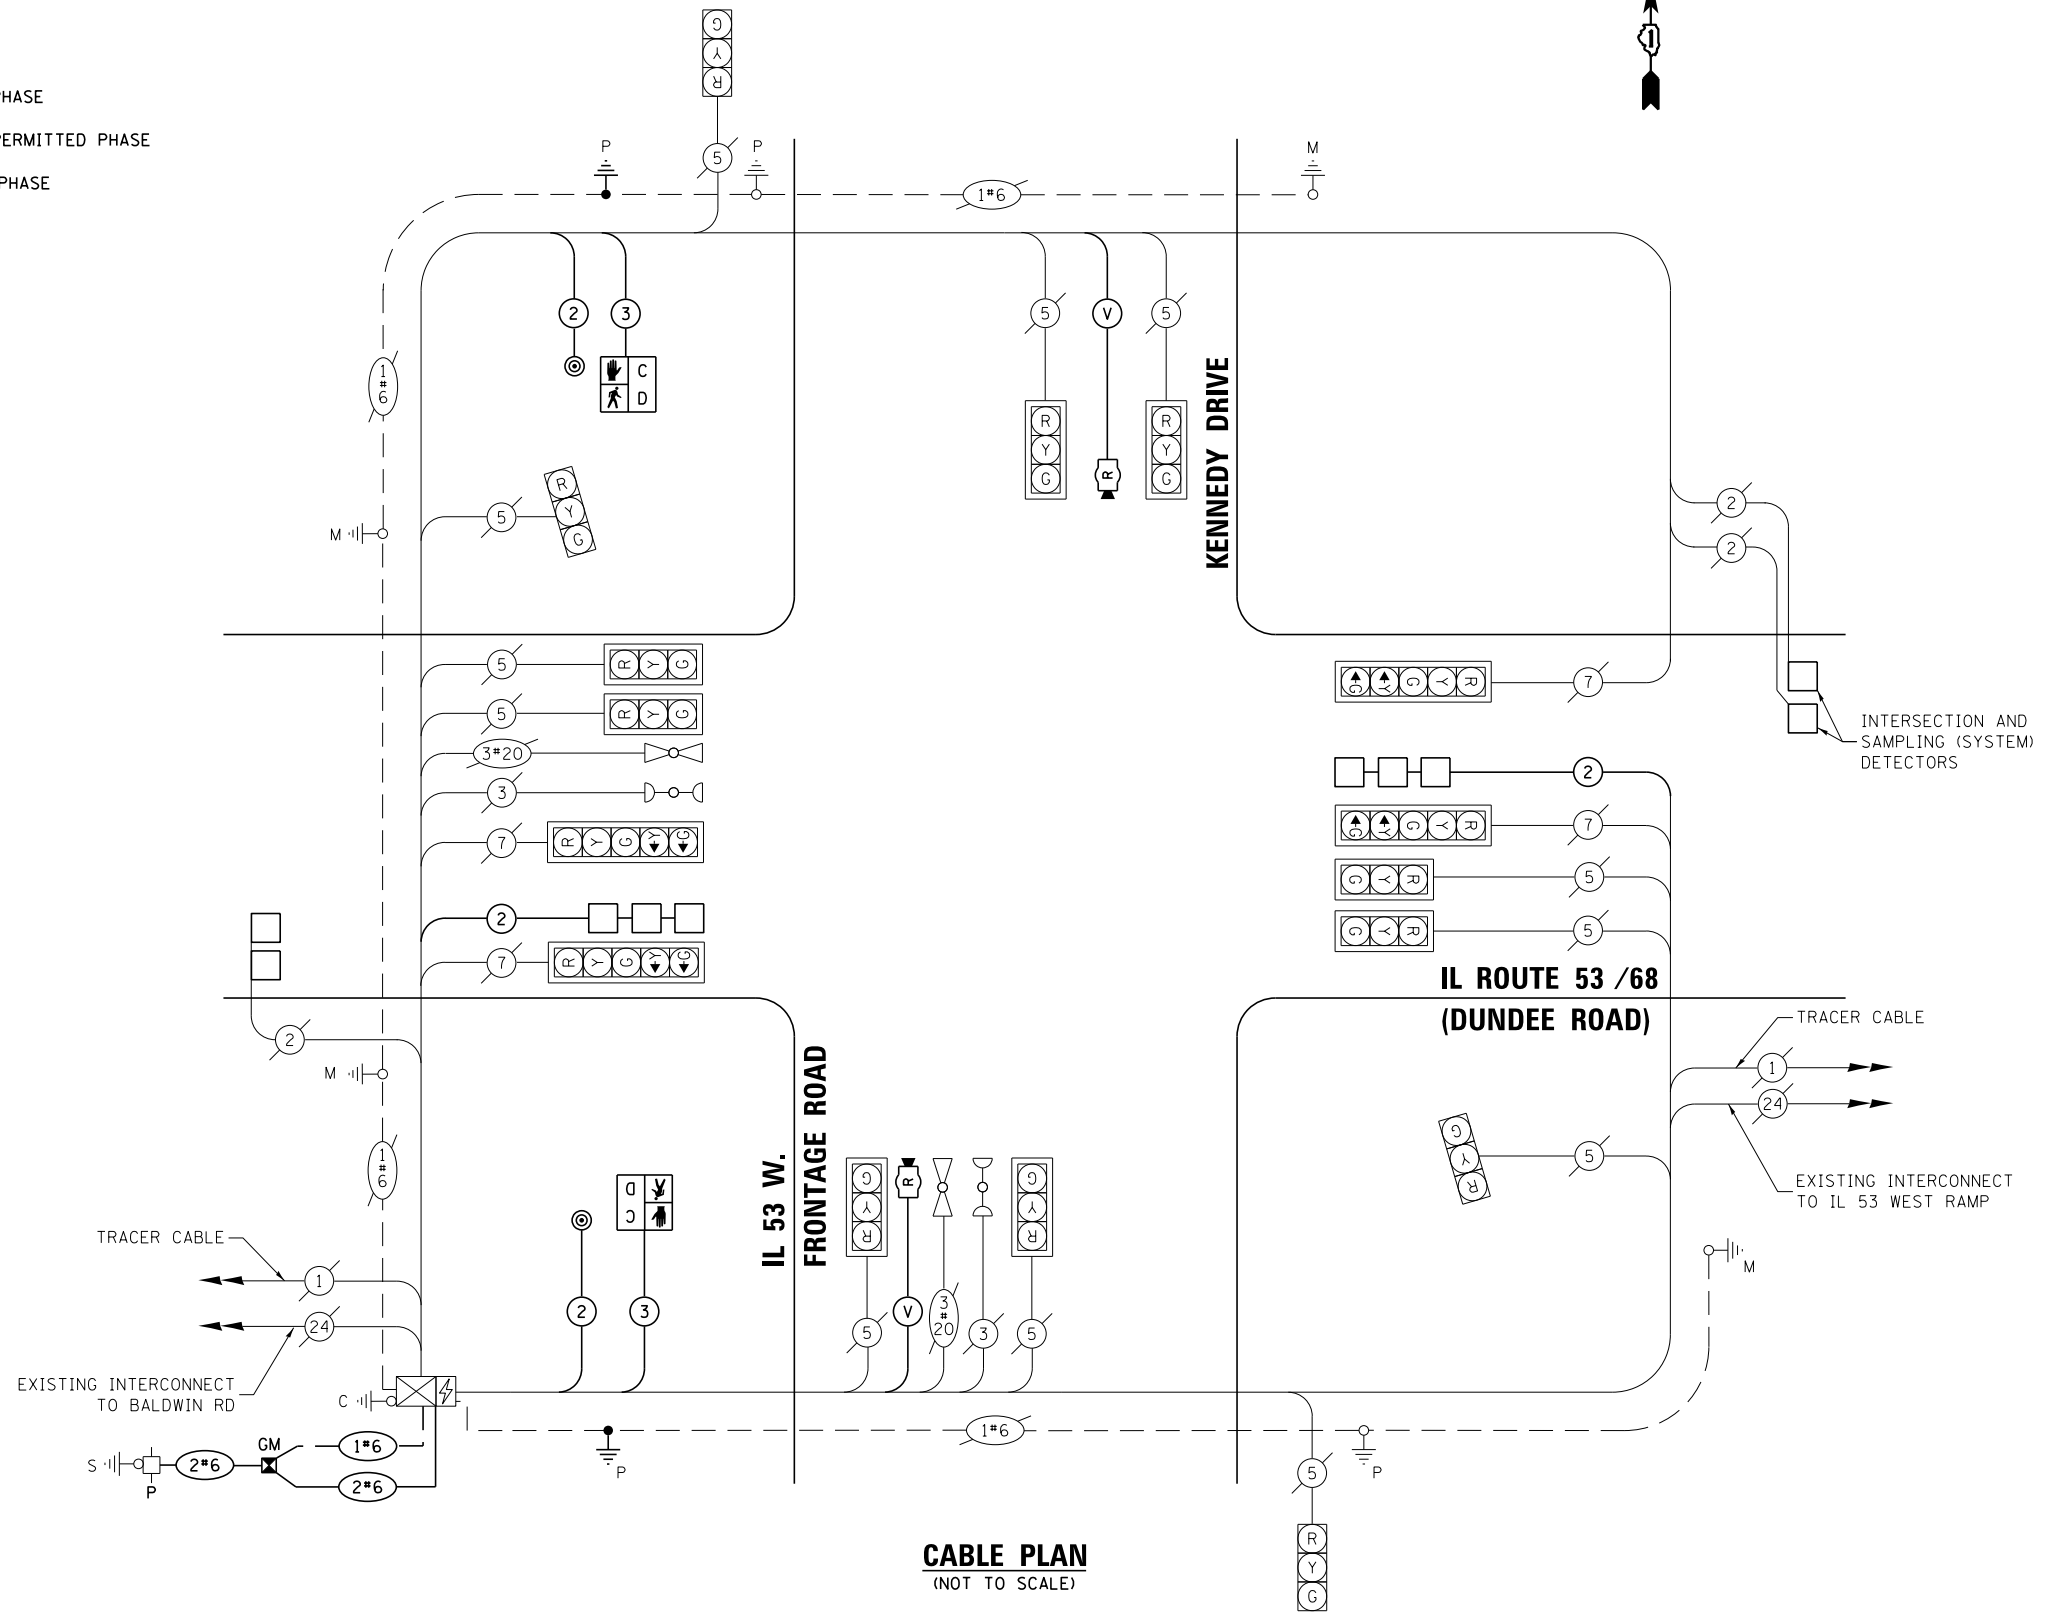 PHASE
PERMITTED PHASE
PHASE
G
Y
R
1
5
P
P
M
1#6
2
3
5
V
5
C
D
1
#
6
R
Y
G
R
R
Y
G
KENNEDY DRIVE
M
5
R
Y
G
2
2
5
R Y G
5
R Y G
3#20
3
7
R Y G Y G
2
7
R Y G Y G
G Y G Y R
7
2
G Y G Y R
7
G Y R
5
G Y R
5
INTERSECTION AND
SAMPLING (SYSTEM)
DETECTORS
IL ROUTE 53 /68
(DUNDEE ROAD)
2
M
1
#
6
TRACER CABLE
1
24
EXISTING INTERCONNECT
TO IL 53 WEST RAMP
G
Y
R
5
M
IL 53 W.
FRONTAGE ROAD
D
C
2
3
G
Y
R
R
G
Y
R
5
V
3
#
20
3
5
TRACER CABLE
1
24
EXISTING INTERCONNECT
TO BALDWIN RD
C
GM
S
P
2#6
1#6
2#6
P
1#6
P
5
R
Y
G
CABLE PLAN
(NOT TO SCALE)